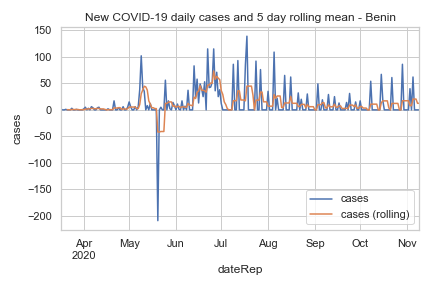 New COVID-19 daily cases and 5 day rolling mean - Benin
150
100
50
0
−50
−100
−150
−200
cases
Apr
2020
May
Jun
Jul
Aug
Sep
Oct
Nov
dateRep
cases
cases (rolling)